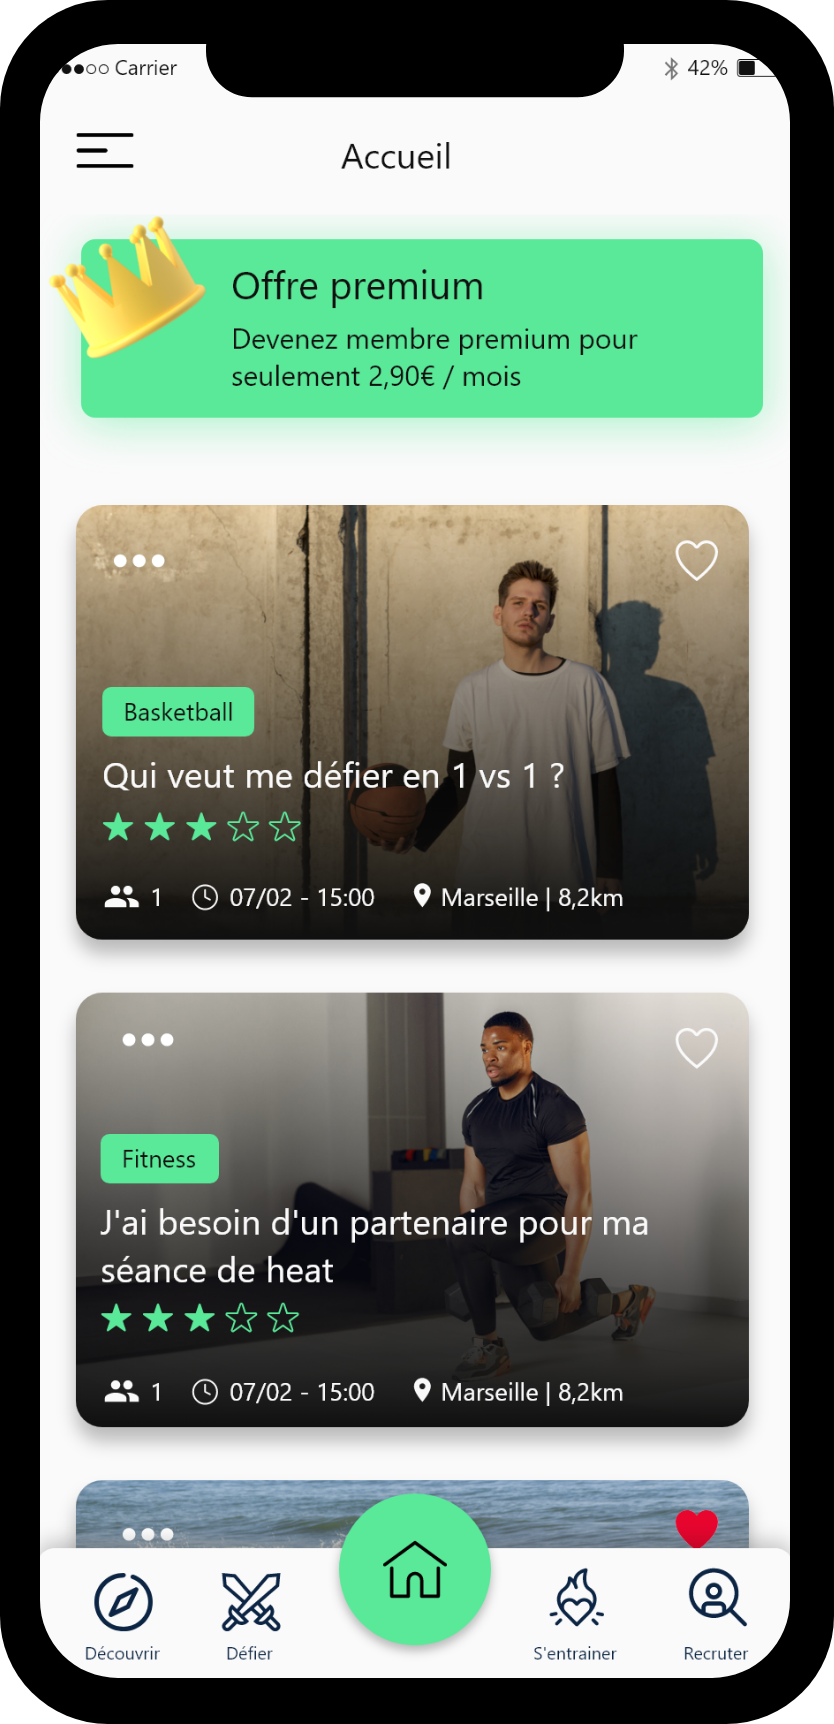 Carrier
42%
Accueil
Offre premium
Devenez membre premium pour
seulement 2,90€ / mois
Basketball
Qui veut me défier en 1 vs 1 ?
1 07/02 - 15:00 Marseille | 8,2km
Fitness
J'ai besoin d'un partenaire pour ma
séance de heat
1 07/02 - 15:00 Marseille | 8,2km
Découvrir Défier S'entrainer Recruter